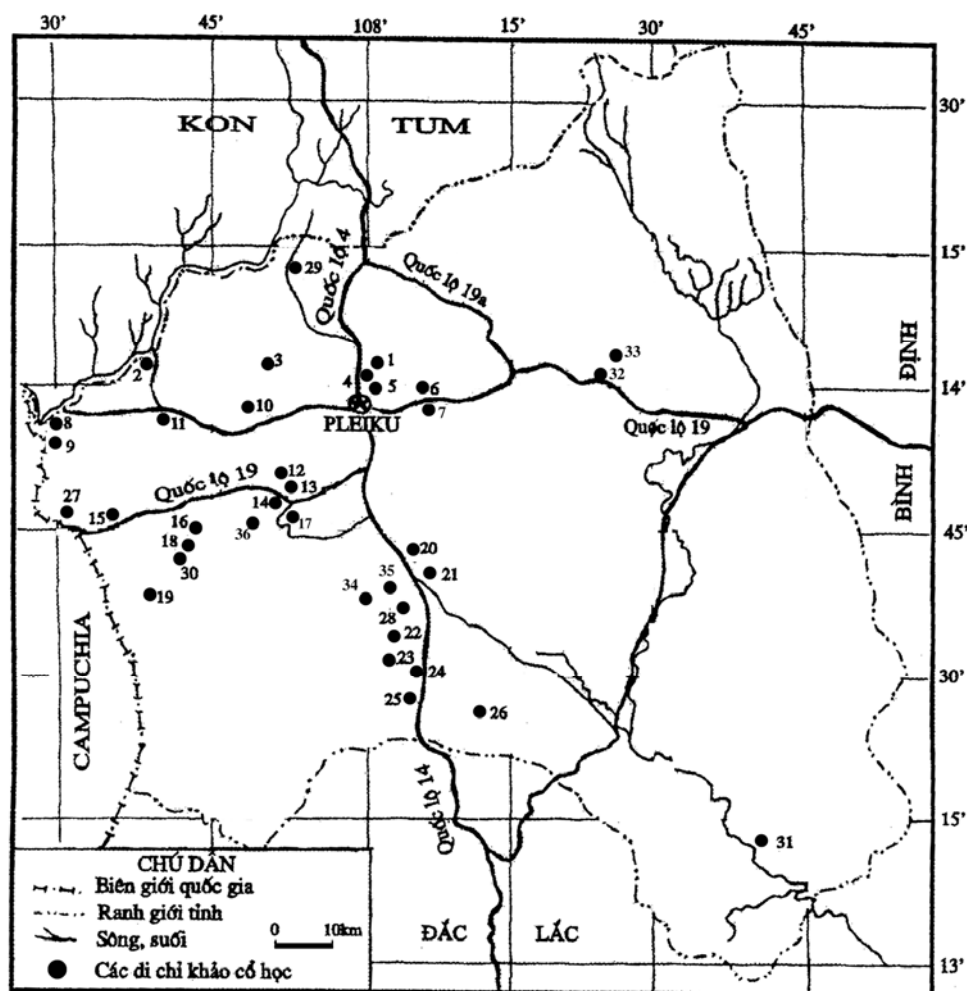 30' 45' 108' 15' 30' 45'
KON TUM
30'
15'
29
Quốc lộ 4
Quốc lộ 19a
ĐỊNH
33
32
1
2
3
4
5
6
14'
7
8
9
10
11
PLEIKU
Quốc lộ 19
BÌNH
12
13
Quốc lộ 19
14
27
15
16
36
17
45'
18
30
19
20
21
35
34
28
22
23
24
30'
25
26
CAMPUCHIA
Quốc lộ 14
15'
31
CHÚ DẪN
Biên giới quốc gia
Ranh giới tỉnh
Sông, suối
0 10km
Các di chỉ khảo cổ học
ĐẮC LẮC
13'